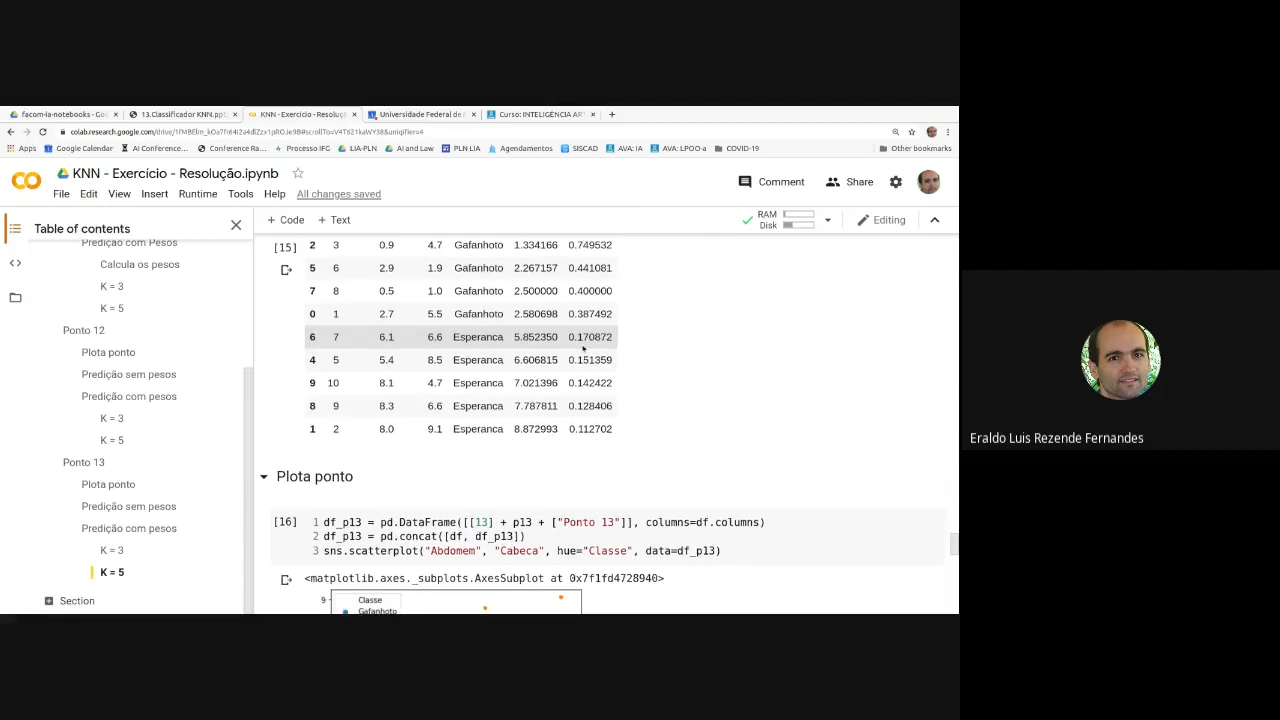 facom-ia-notebooks - Goo
13.Classificador KNN.ppt
KNN - Exercício - Resoluç
Universidade Federal de
Curso: INTELIGÊNCIA AR
Apps
Google Calendar
AI Conference...
Conference Ra...
Processo IFG
LIA-PLN
AI and Law
PLN LIA
Agendamentos
SISCAD
AVA: IA
AVA: LPOO-a
COVID-19
Other bookmarks
KNN - Exercício - Resolução.ipynb
Comment
Share
File Edit View Insert Runtime Tools Help All changes saved
+ Code + Text
RAM
Disk
Editing
Table of contents
Predição com Pesos
Calcula os pesos
K = 3
K = 5
Ponto 12
Plota ponto
Predição sem pesos
Predição com pesos
K = 3
K = 5
Ponto 13
Plota ponto
Predição sem pesos
Predição com pesos
K = 3
K = 5
Section
[15]
2 3 0.9 4.7 Gafanhoto 1.334166 0.749532
5 6 2.9 1.9 Gafanhoto 2.267157 0.441081
7 8 0.5 1.0 Gafanhoto 2.500000 0.400000
0 1 2.7 5.5 Gafanhoto 2.580698 0.387492
6 7 6.1 6.6 Esperanca 5.852350 0.170872
4 5 5.4 8.5 Esperanca 6.606815 0.151359
9 10 8.1 4.7 Esperanca 7.021396 0.142422
8 9 8.3 6.6 Esperanca 7.787811 0.128406
1 2 8.0 9.1 Esperanca 8.872993 0.112702
Plota ponto
[16]
1 df_p13 = pd.DataFrame([[13] + p13 + ["Ponto 13"]], columns=df.columns)
2 df_p13 = pd.concat([df, df_p13])
3 sns.scatterplot("Abdomem", "Cabeca", hue="Classe", data=df_p13)
<matplotlib.axes._subplots.AxesSubplot at 0x7f1fd4728940>
9
Classe
Gafanhoto
Eraldo Luis Rezende Fernandes